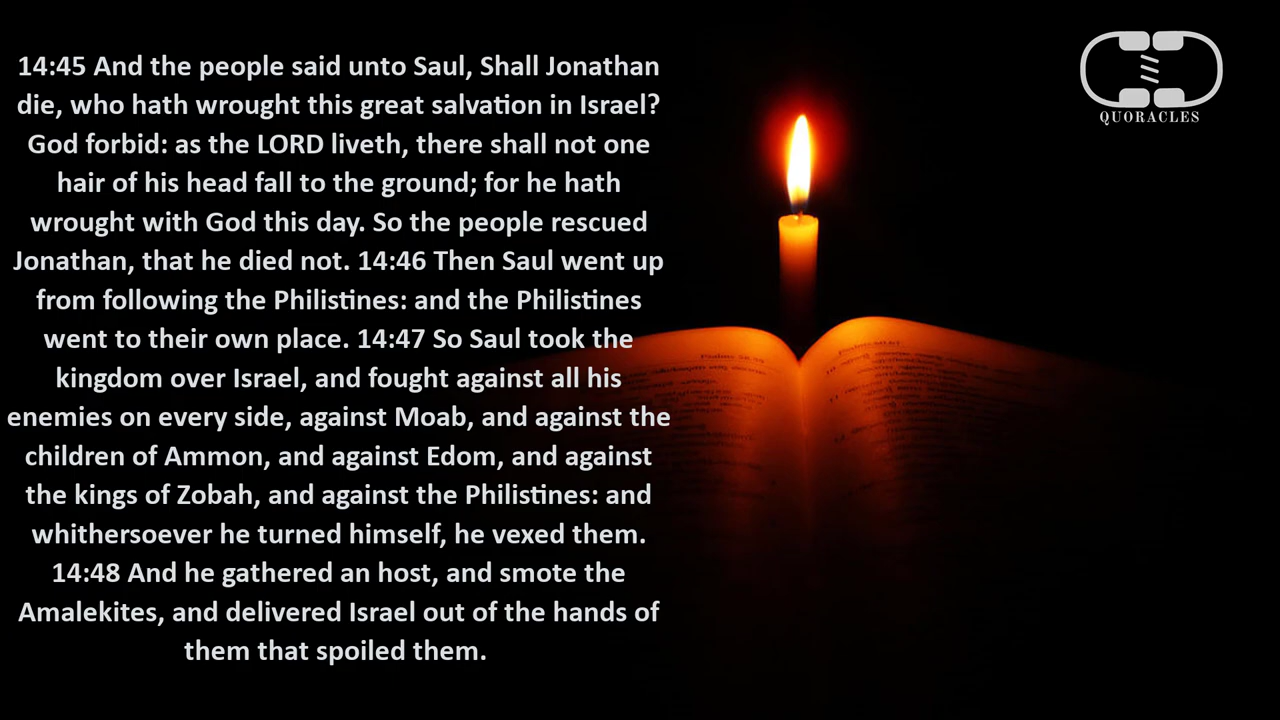 14:45 And the people said unto Saul, Shall Jonathan
die, who hath wrought this great salvation in Israel?
God forbid: as the LORD liveth, there shall not one
hair of his head fall to the ground; for he hath
wrought with God this day. So the people rescued
Jonathan, that he died not. 14:46 Then Saul went up
from following the Philistines: and the Philistines
went to their own place. 14:47 So Saul took the
kingdom over Israel, and fought against all his
enemies on every side, against Moab, and against the
children of Ammon, and against Edom, and against
the kings of Zobah, and against the Philistines: and
whithersoever he turned himself, he vexed them.
14:48 And he gathered an host, and smote the
Amalekites, and delivered Israel out of the hands of
them that spoiled them.
QUORACLES